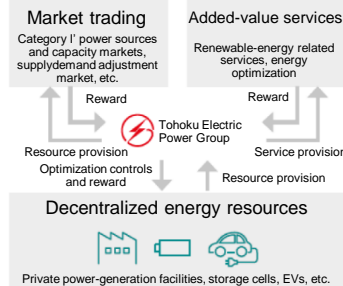 Market trading
Category I' power sources
and capacity markets,
supplydemand adjustment
market, etc.
Added-value services
Renewable-energy related
services, energy
optimization
Reward
Reward
Tohoku Electric
Power Group
Resource provision
Service provision
Optimization controls
and reward
Resource provision
Decentralized energy resources
Private power-generation facilities, storage cells, EVs, etc.